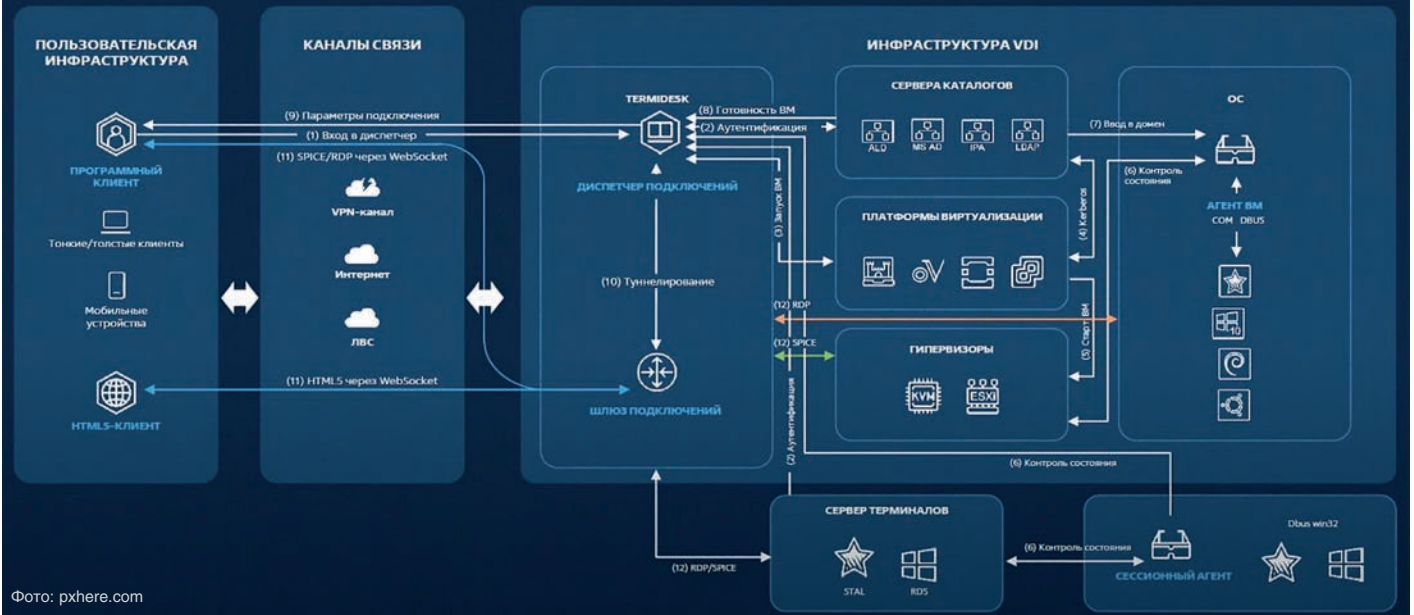 ПОЛЬЗОВАТЕЛЬСКАЯ
ИНФРАСТРУКТУРА
ПРОГРАММНЫЙ
КЛИЕНТ
Тонкие/толстые клиенты
Мобильные
устройства
HTML5-КЛИЕНТ
КАНАЛЫ СВЯЗИ
(9) Параметры подключения
(1) Вход в диспетчер
(11) SPICE/RDP через WebSocket
VPN-канал
Интернет
ЛВС
(11) HTML5 через WebSocket
ИНФРАСТРУКТУРА VDI
TERMIDESK
ДИСПЕТЧЕР ПОДКЛЮЧЕНИЙ
(10) Туннелирование
ШЛЮЗ ПОДКЛЮЧЕНИЙ
(8) Готовность ВМ
(2) Аутентификация
(3) Запуск ВМ
(12) RDP
(12) SPICE
(2) Аутентификация
СЕРВЕРА КАТАЛОГОВ
ALD
MS AD
IPA
LDAP
ПЛАТФОРМЫ ВИРТУАЛИЗАЦИИ
oV
ГИПЕРВИЗОРЫ
KVM
ESXi
(7) Ввод в домен
(6) Контроль
состояния
(4) Kerberos
(5) Старт ВМ
ОС
АГЕНТ ВМ
COM DBUS
10
(6) Контроль состояния
СЕРВЕР ТЕРМИНАЛОВ
STAL
RDS
(12) RDP/SPICE
(6) Контроль состояния
СЕССИОННЫЙ АГЕНТ
Dbus win32
Фото: pxhere.com